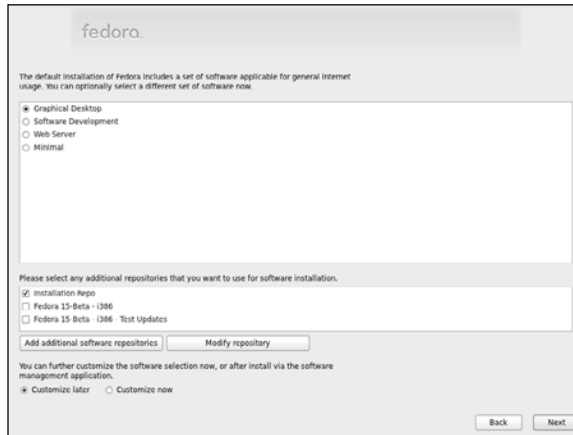 fedora
The default installation of Fedora includes a set of software applicable for general internet
usage. You can optionally select a different set of software now.
Graphical Desktop
Software Development
Web Server
Minimal
Please select any additional repositories that you want to use for software installation.
Installation Repo
Fedora 15-Beta - i386
Fedora 15-Beta - i386 - Test Updates
Add additional software repositories
Modify repository
You can further customize the software selection now, or after install via the software
management application.
Customize later
Customize now
Back
Next